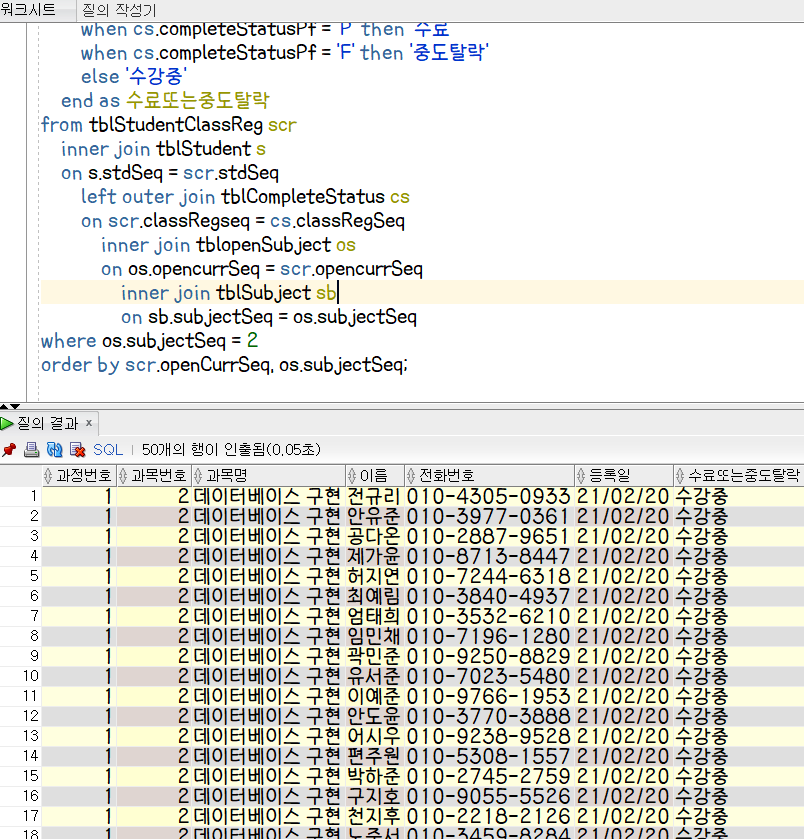 워크시트 질의 작성기
when cs.completeStatusPf = 'P' then '수료'
when cs.completeStatusPf = 'F' then '중도탈락'
else '수강중'
end as 수료또는중도탈락
from tblStudentClassReg scr
inner join tblStudent s
on s.stdSeq = scr.stdSeq
left outer join tblCompleteStatus cs
on scr.classRegseq = cs.classRegSeq
inner join tblopenSubject os
on os.opencurrSeq = scr.opencurrSeq
inner join tblSubject sb
on sb.subjectSeq = os.subjectSeq
where os.subjectSeq = 2
order by scr.openCurrSeq, os.subjectSeq;
질의 결과 x
SQL | 50개의 행이 인출됨(0.05초)
과정번호 과목번호 과목명 이름 전화번호 등록일 수료또는중도탈락
1 1 2 데이터베이스 구현 전규리 010-4305-0933 21/02/20 수강중
2 1 2 데이터베이스 구현 안유준 010-3977-0361 21/02/20 수강중
3 1 2 데이터베이스 구현 공다온 010-2887-9651 21/02/20 수강중
4 1 2 데이터베이스 구현 제가윤 010-8713-8447 21/02/20 수강중
5 1 2 데이터베이스 구현 허지연 010-7244-6318 21/02/20 수강중
6 1 2 데이터베이스 구현 최예림 010-3840-4937 21/02/20 수강중
7 1 2 데이터베이스 구현 엄태희 010-3532-6210 21/02/20 수강중
8 1 2 데이터베이스 구현 임민채 010-7196-1280 21/02/20 수강중
9 1 2 데이터베이스 구현 곽민준 010-9250-8829 21/02/20 수강중
10 1 2 데이터베이스 구현 유서준 010-7023-5480 21/02/20 수강중
11 1 2 데이터베이스 구현 이예준 010-9766-1953 21/02/20 수강중
12 1 2 데이터베이스 구현 안도윤 010-3770-3888 21/02/20 수강중
13 1 2 데이터베이스 구현 어시우 010-9238-9528 21/02/20 수강중
14 1 2 데이터베이스 구현 편주원 010-5308-1557 21/02/20 수강중
15 1 2 데이터베이스 구현 박하준 010-2745-2759 21/02/20 수강중
16 1 2 데이터베이스 구현 구지호 010-9055-5526 21/02/20 수강중
17 1 2 데이터베이스 구현 천지후 010-2218-2126 21/02/20 수강중
18 1 2 데이터베이스 구현 노준서 010-3459-8284 21/02/20 수강중